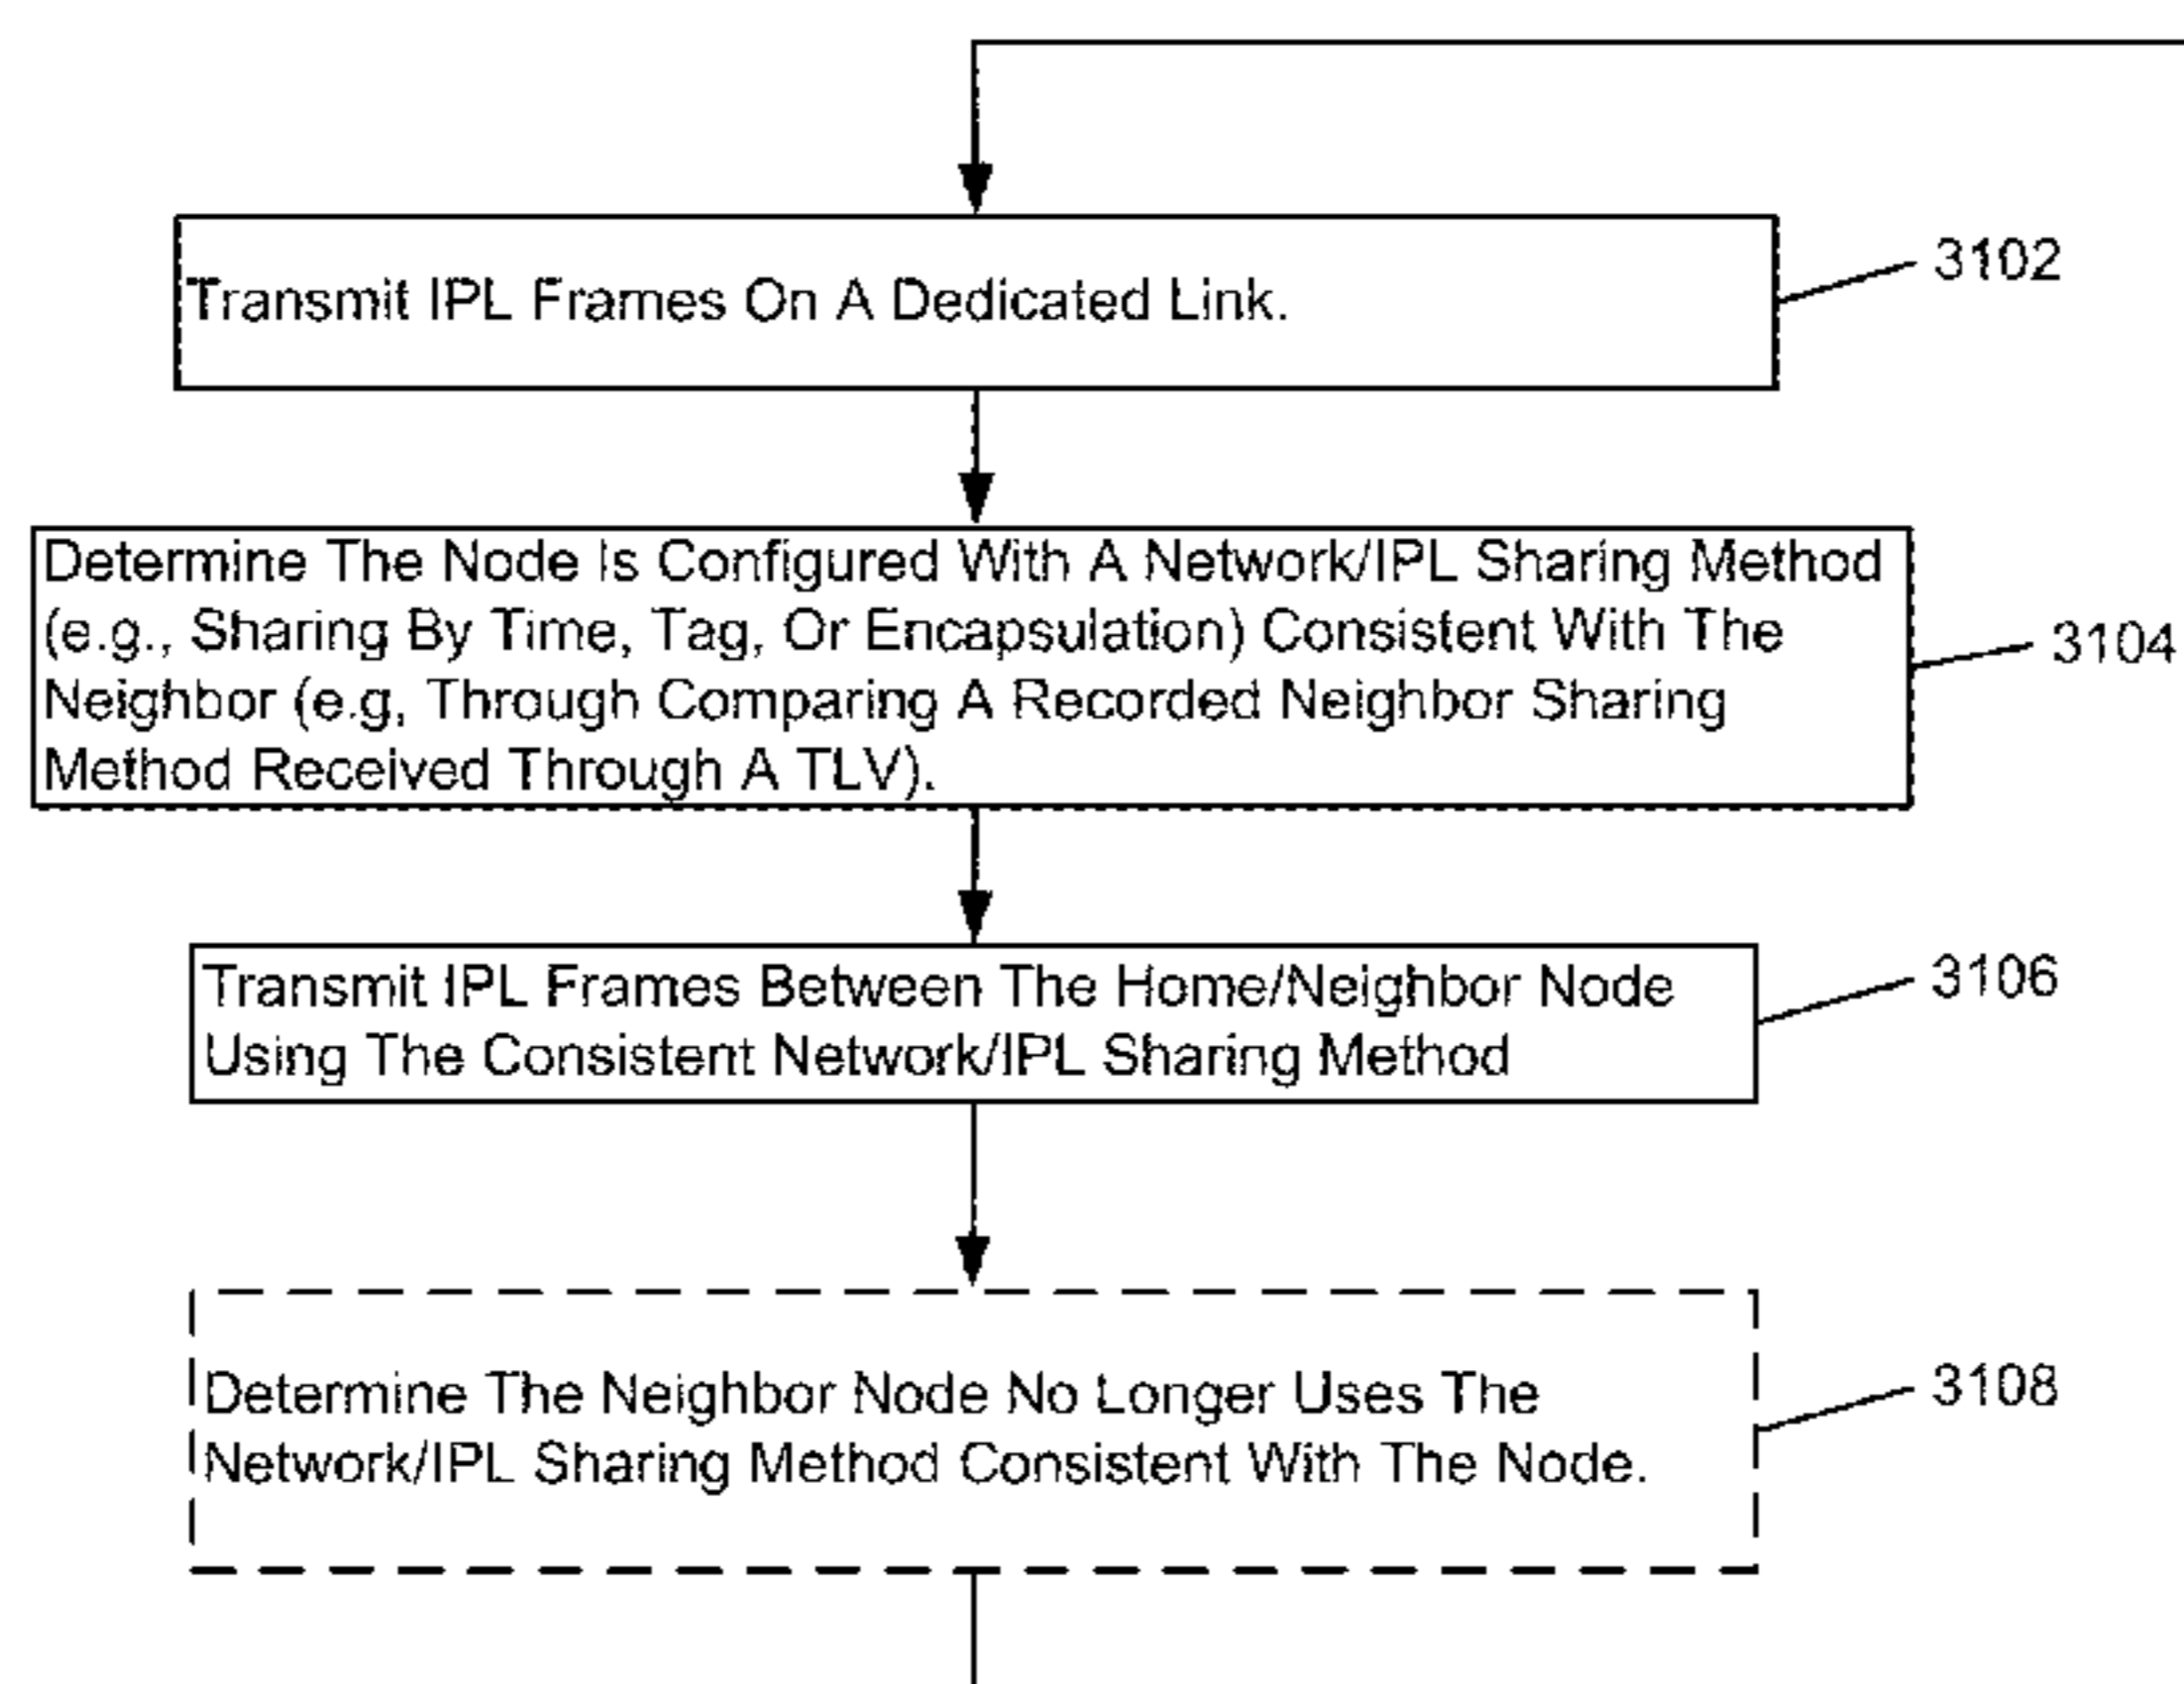 Transmit IPL Frames On A Dedicated Link.
3102
Determine The Node Is Configured With A Network/IPL Sharing Method
(e.g., Sharing By Time, Tag, Or Encapsulation) Consistent With The
Neighbor (e.g, Through Comparing A Recorded Neighbor Sharing
Method Received Through A TLV).
3104
Transmit IPL Frames Between The Home/Neighbor Node
Using The Consistent Network/IPL Sharing Method
3106
Determine The Neighbor Node No Longer Uses The
Network/IPL Sharing Method Consistent With The Node.
3108